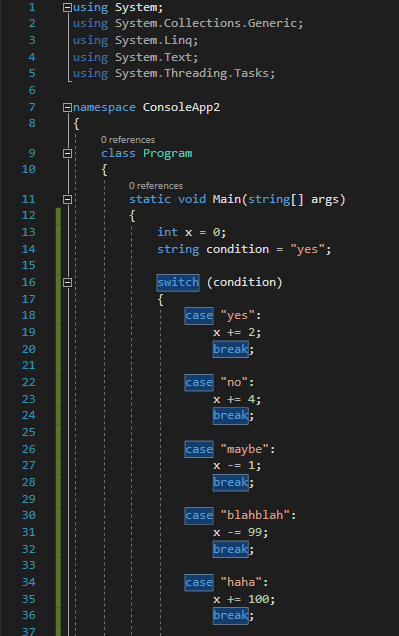 1 using System;
2 using System.Collections.Generic;
3 using System.Linq;
4 using System.Text;
5 using System.Threading.Tasks;
6
7 namespace ConsoleApp2
8 {
0 references
9 class Program
10 {
0 references
11 static void Main(string[] args)
12 {
13 int x = 0;
14 string condition = "yes";
15
16 switch (condition)
17 {
18 case "yes":
19 x += 2;
20 break;
21
22 case "no":
23 x += 4;
24 break;
25
26 case "maybe":
27 x -= 1;
28 break;
29
30 case "blahblah":
31 x -= 99;
32 break;
33
34 case "haha":
35 x += 100;
36 break;
37